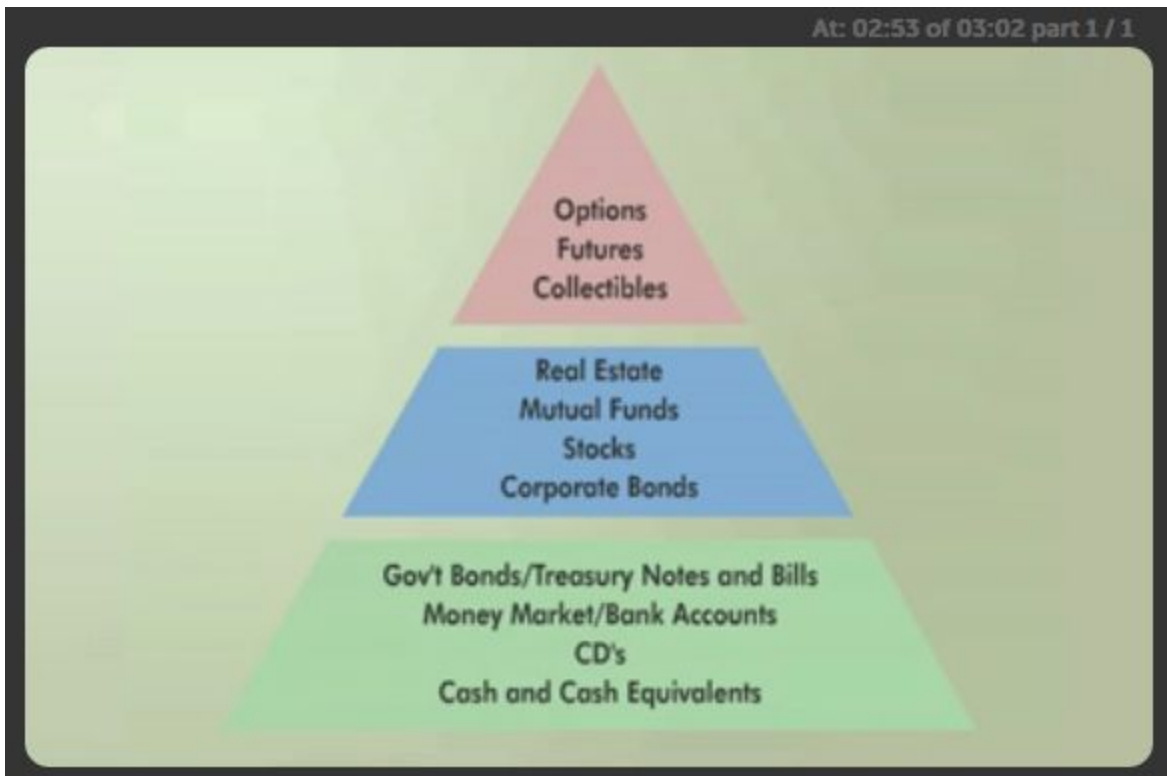 At: 02:53 of 03:02 part 1 / 1
Options
Futures
Collectibles
Real Estate
Mutual Funds
Stocks
Corporate Bonds
Gov't Bonds/Treasury Notes and Bills
Money Market/Bank Accounts
CD's
Cash and Cash Equivalents